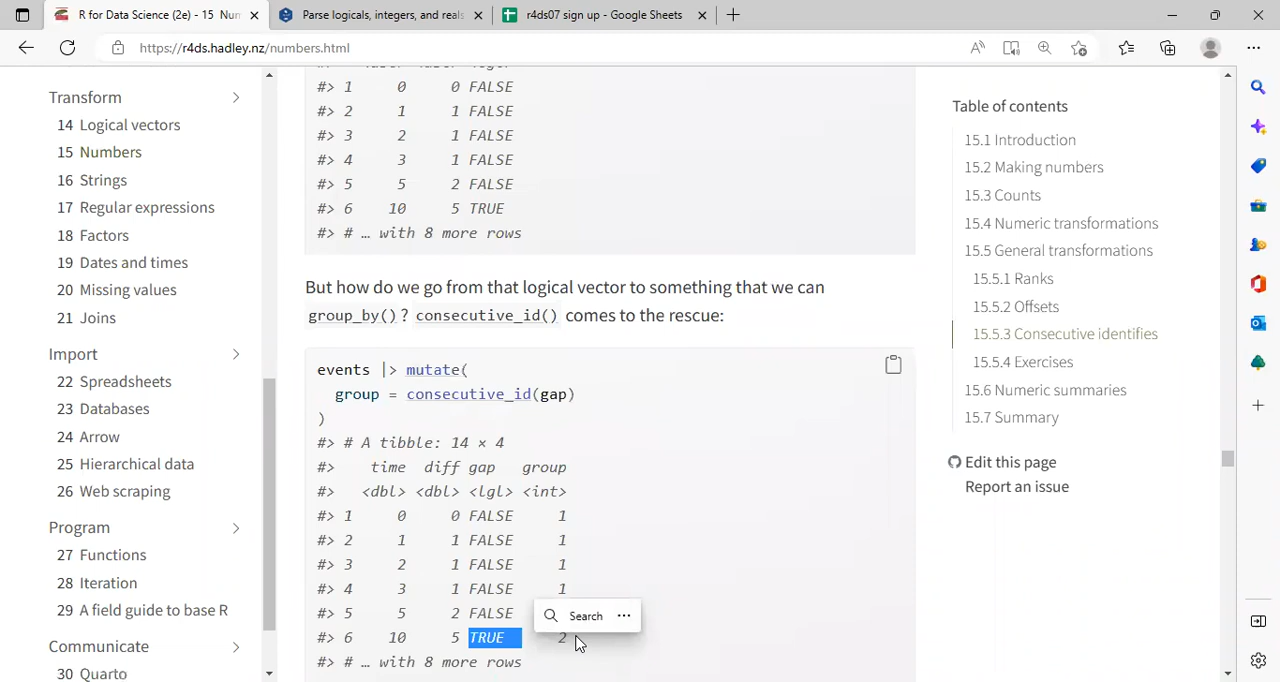 R for Data Science (2e) - 15 Num
Parse logicals, integers, and reals
r4ds07 sign up - Google Sheets
https://r4ds.hadley.nz/numbers.html
Transform
14 Logical vectors
15 Numbers
16 Strings
17 Regular expressions
18 Factors
19 Dates and times
20 Missing values
21 Joins
Import
22 Spreadsheets
23 Databases
24 Arrow
25 Hierarchical data
26 Web scraping
Program
27 Functions
28 Iteration
29 A field guide to base R
Communicate
30 Quarto
#> 1 0 0 FALSE
#> 2 1 1 FALSE
#> 3 2 1 FALSE
#> 4 3 1 FALSE
#> 5 5 2 FALSE
#> 6 10 5 TRUE
#> # … with 8 more rows
But how do we go from that logical vector to something that we can
group_by()? consecutive_id() comes to the rescue:
events |> mutate(
group = consecutive_id(gap)
)
#> # A tibble: 14 × 4
#> time diff gap group
#> <dbl> <dbl> <lgl> <int>
#> 1 0 0 FALSE 1
#> 2 1 1 FALSE 1
#> 3 2 1 FALSE 1
#> 4 3 1 FALSE 1
#> 5 5 2 FALSE
#> 6 10 5 TRUE 2
#> # … with 8 more rows
Search
Table of contents
15.1 Introduction
15.2 Making numbers
15.3 Counts
15.4 Numeric transformations
15.5 General transformations
15.5.1 Ranks
15.5.2 Offsets
15.5.3 Consecutive identifies
15.5.4 Exercises
15.6 Numeric summaries
15.7 Summary
Edit this page
Report an issue